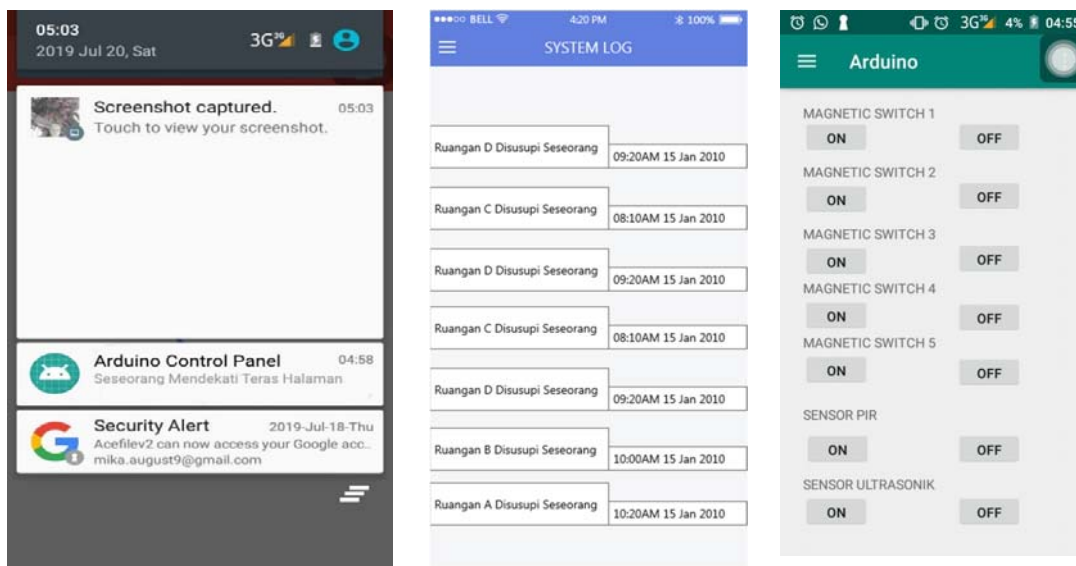 05:03
2019 Jul 20, Sat
3G 3G
Screenshot captured.
05:03
Touch to view your screenshot.
Arduino Control Panel
04:58
Seseorang Mendekati Teras Halaman
Security Alert
2019-Jul-18-Thu
Acefilev2 can now access your Google acc..
mika.august9@gmail.com
BELL
4:20 PM
100%
SYSTEM LOG
Ruangan D Disusupi Seseorang
09:20AM 15 Jan 2010
Ruangan C Disusupi Seseorang
08:10AM 15 Jan 2010
Ruangan D Disusupi Seseorang
09:20AM 15 Jan 2010
Ruangan C Disusupi Seseorang
08:10AM 15 Jan 2010
Ruangan D Disusupi Seseorang
09:20AM 15 Jan 2010
Ruangan B Disusupi Seseorang
10:00AM 15 Jan 2010
Ruangan A Disusupi Seseorang
10:20AM 15 Jan 2010
3G 3G 4% 04:55
Arduino
MAGNETIC SWITCH 1
ON OFF
MAGNETIC SWITCH 2
ON OFF
MAGNETIC SWITCH 3
ON OFF
MAGNETIC SWITCH 4
ON OFF
MAGNETIC SWITCH 5
ON OFF
SENSOR PIR
ON OFF
SENSOR ULTRASONIK
ON OFF